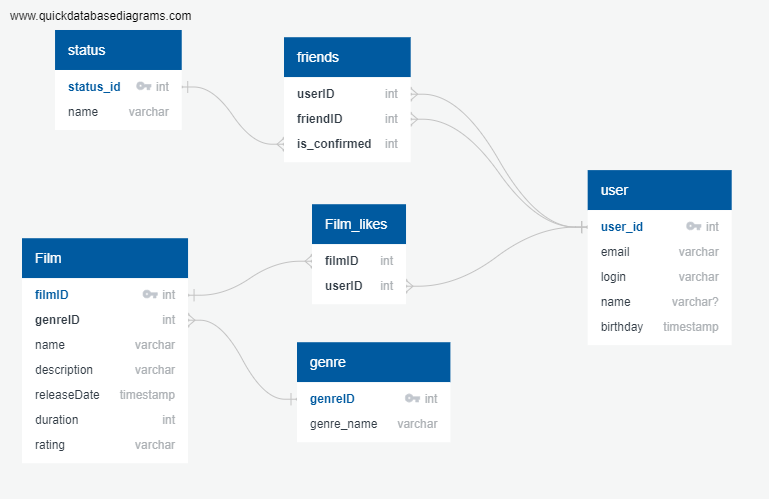 www.quickdatabasediagrams.com
status
status_id int
name varchar
friends
userID int
friendID int
is_confirmed int
user
user_id int
email varchar
login varchar
name varchar?
birthday timestamp
Film_likes
filmID int
userID int
Film
filmID int
genreID int
name varchar
description varchar
releaseDate timestamp
duration int
rating varchar
genre
genreID int
genre_name varchar